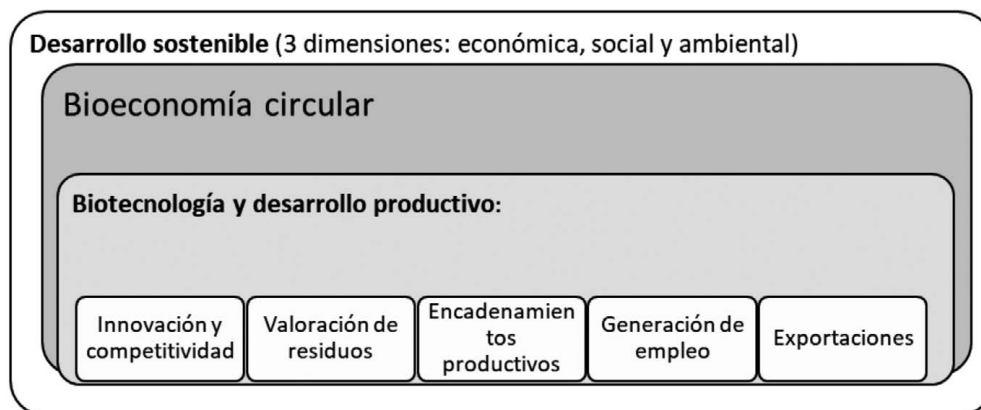 Desarrollo sostenible (3 dimensiones: económica, social y ambiental)
Bioeconomía circular
Biotecnología y desarrollo productivo:
Innovación y
competitividad
Valoración de
residuos
Encadenamien
tos
productivos
Generación de
empleo
Exportaciones